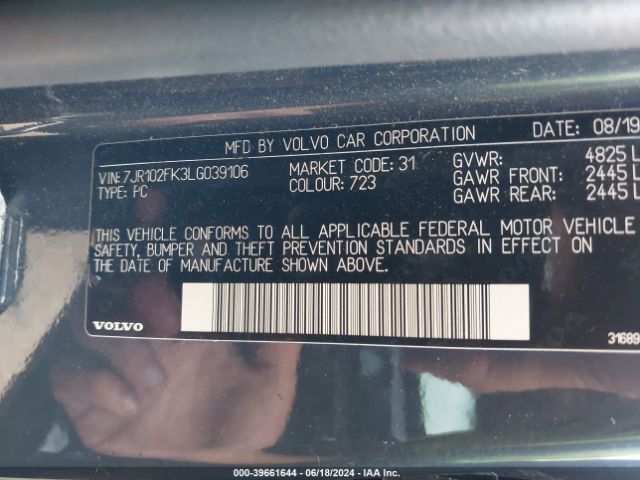 MFD BY VOLVO CAR CORPORATION DATE: 08/19
VIN: 7JR102FK3LG039106 MARKET CODE: 31 GVWR: 4825 L
TYPE: PC COLOUR: 723 GAWR FRONT: 2445 L
GAWR REAR: 2445 L
THIS VEHICLE CONFORMS TO ALL APPLICABLE FEDERAL MOTOR VEHICLE
SAFETY, BUMPER AND THEFT PREVENTION STANDARDS IN EFFECT ON
THE DATE OF MANUFACTURE SHOWN ABOVE.
VOLVO
31689
000-39661644 - 06/18/2024 - IAA Inc.